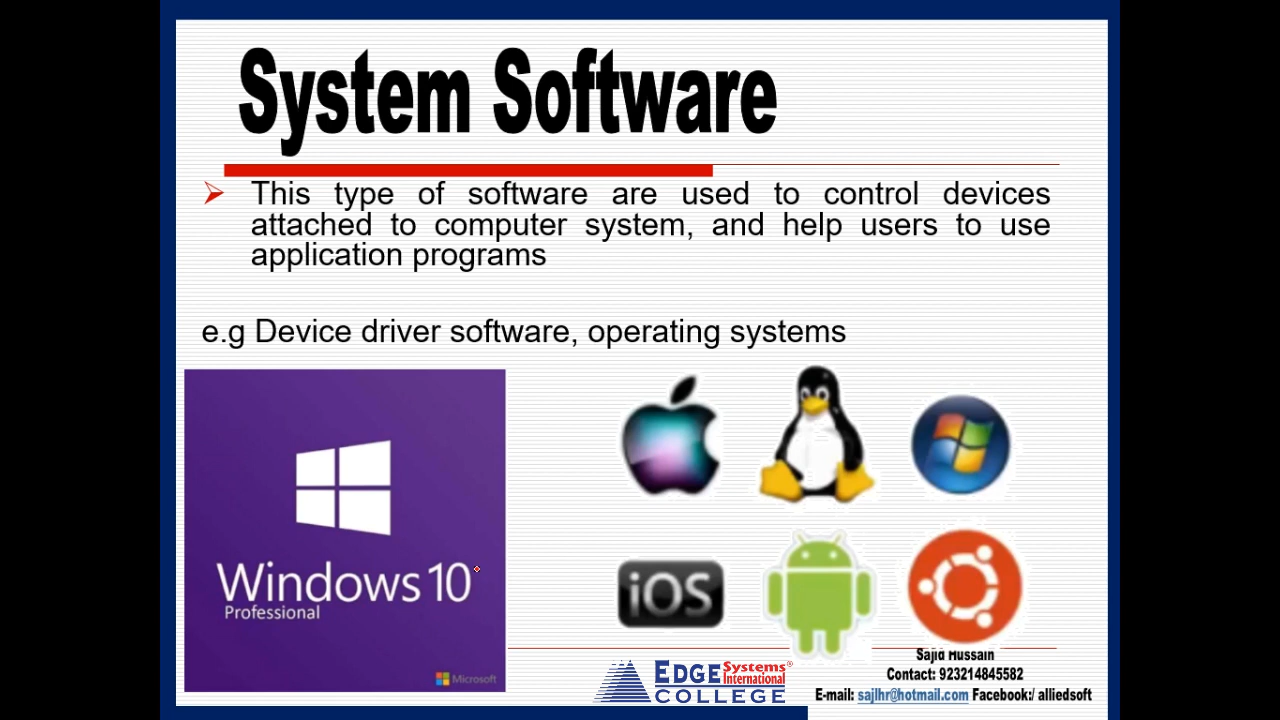 System Software
This type of software are used to control devices
attached to computer system, and help users to use
application programs
e.g Device driver software, operating systems
Windows 10
Professional
Microsoft
iOS
EDGE Systems® International
COLLEGE
Sajid Hussain
Contact: 923214845582
E-mail: sajlhr@hotmail.com Facebook:/ alliedsoft